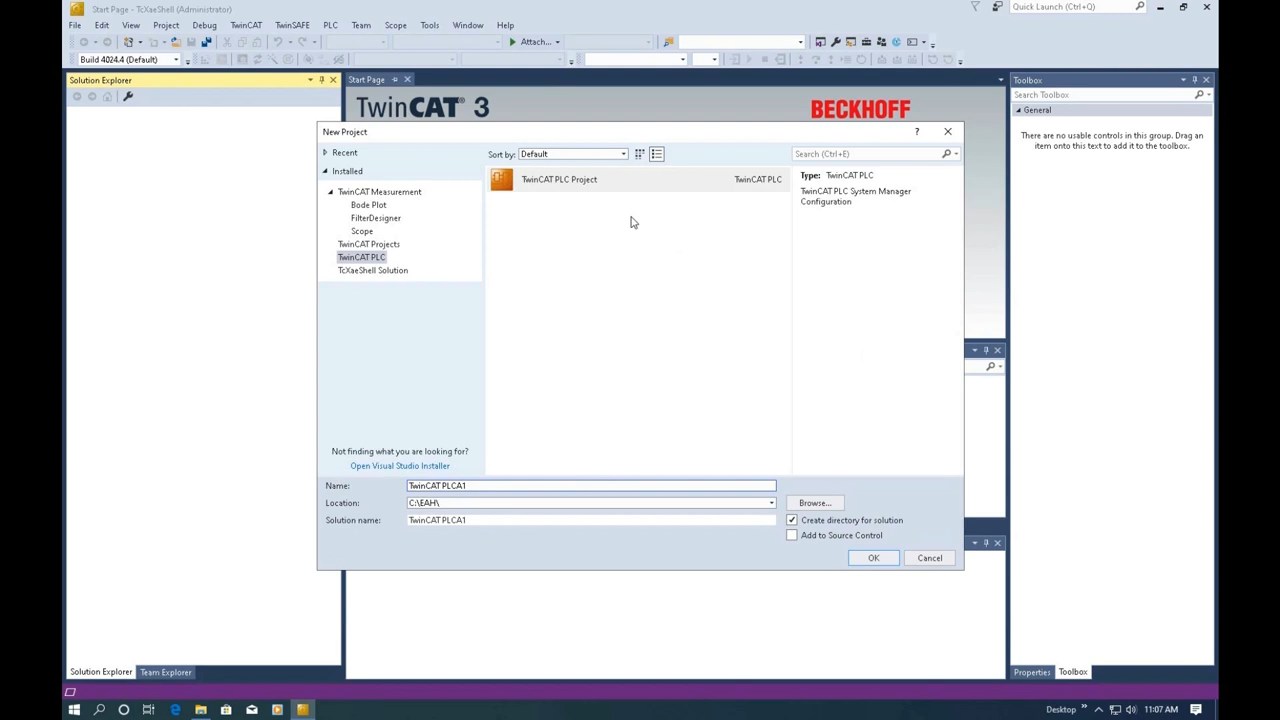 Start Page - TcXaeShell (Administrator)
Quick Launch (Ctrl+Q)
File Edit View Project Debug TwinCAT TwinSAFE PLC Team Scope Tools Window Help
Attach...
Build 4024.4 (Default)
Solution Explorer
Start Page
Toolbox
Search Toolbox
General
There are no usable controls in this group. Drag an
item onto this text to add it to the toolbox.
TwinCAT® 3
BECKHOFF
New Project
?
Recent
Sort by: Default
Search (Ctrl+E)
Installed
TwinCAT Measurement
Bode Plot
FilterDesigner
Scope
TwinCAT Projects
TwinCAT PLC
TcXaeShell Solution
TwinCAT PLC Project TwinCAT PLC
Type: TwinCAT PLC
TwinCAT PLC System Manager
Configuration
Not finding what you are looking for?
Open Visual Studio Installer
Name: TwinCAT PLCA1
Location: C:\EAH\
Browse...
Solution name: TwinCAT PLCA1
Create directory for solution
Add to Source Control
OK Cancel
Solution Explorer Team Explorer
Properties Toolbox
Desktop 11:07 AM